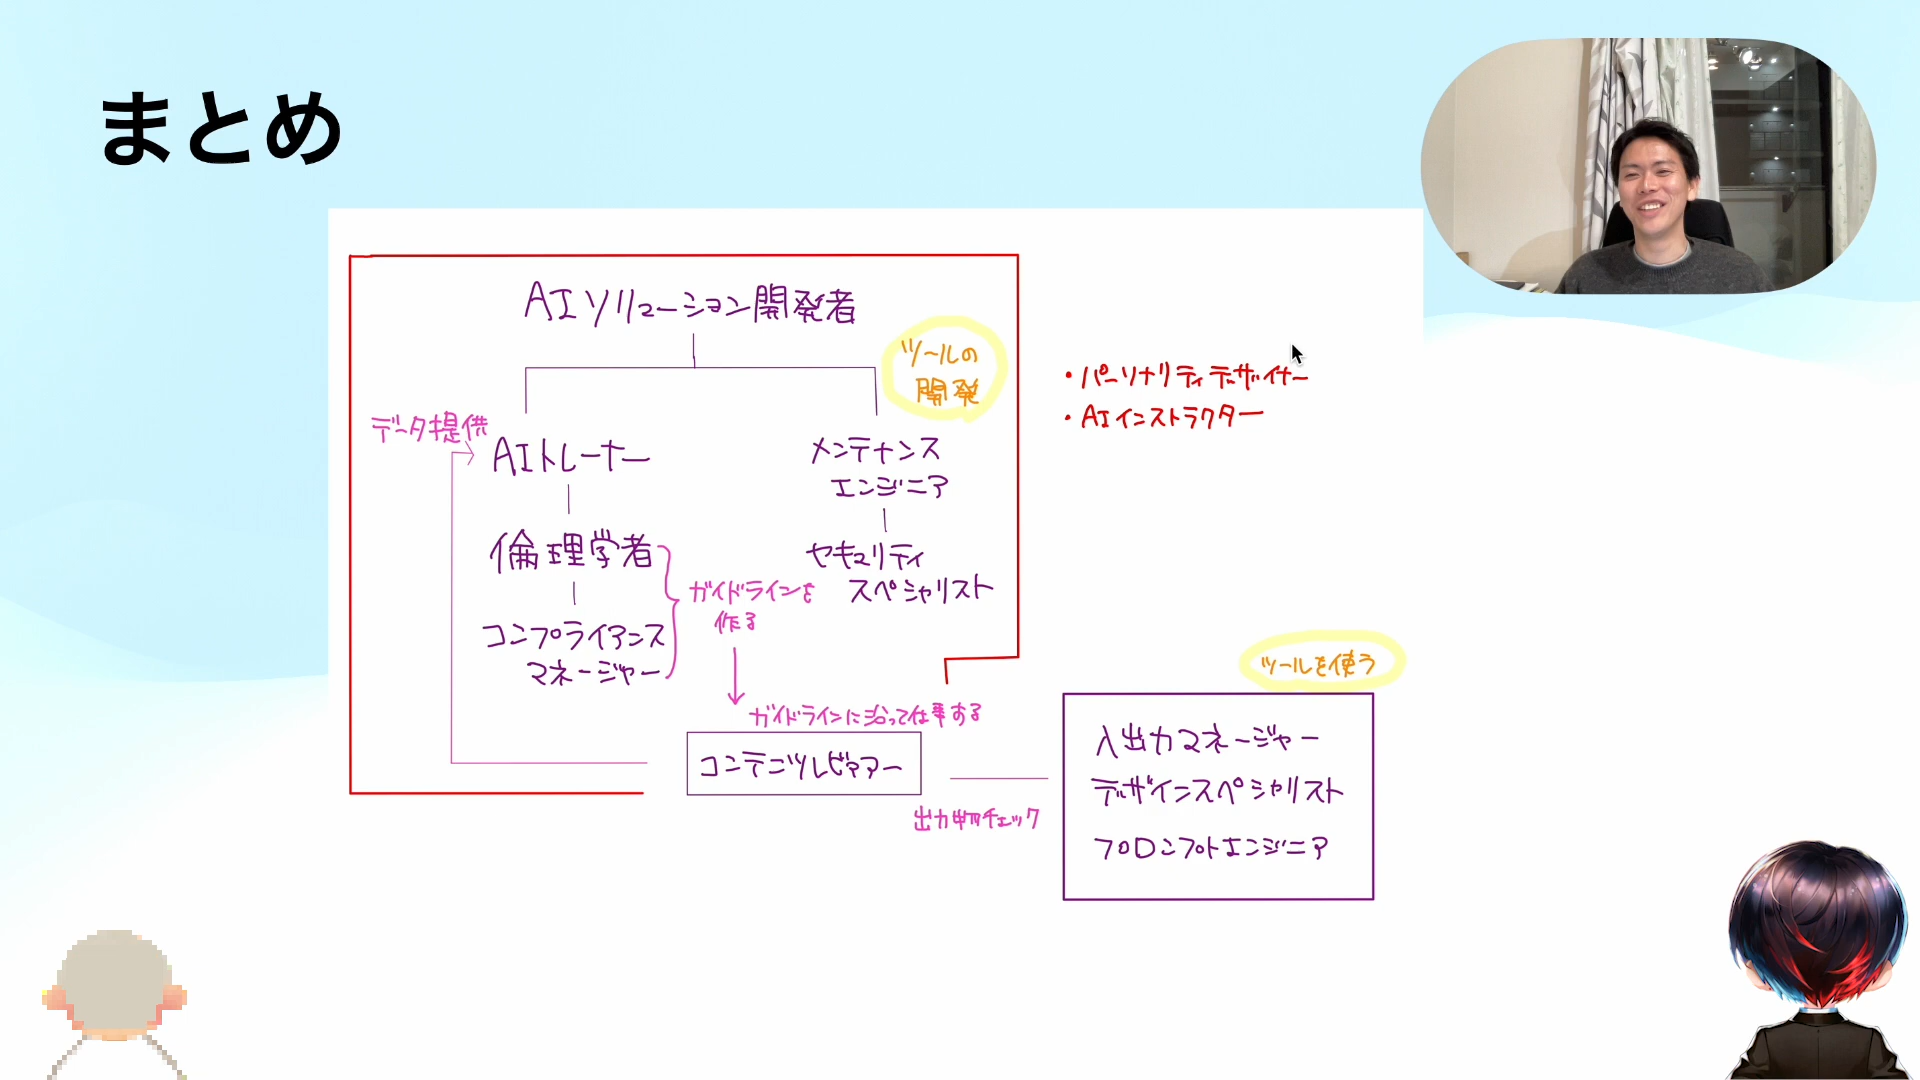 まとめ
AIソリューション開発者
ツールの
開発
・パーソナリティデザイナー
・AIインストラクター
データ提供
AIトレーナー
メンテナンス
エンジニア
倫理学者
セキュリティ
スペシャリスト
ガイドラインを
作る
コンプライアンス
マネージャー
ツールを使う
ガイドラインに沿って仕事する
コンテンツレビュアー
出力物チェック
入出力マネージャー
デザインスペシャリスト
プロンプトエンジニア